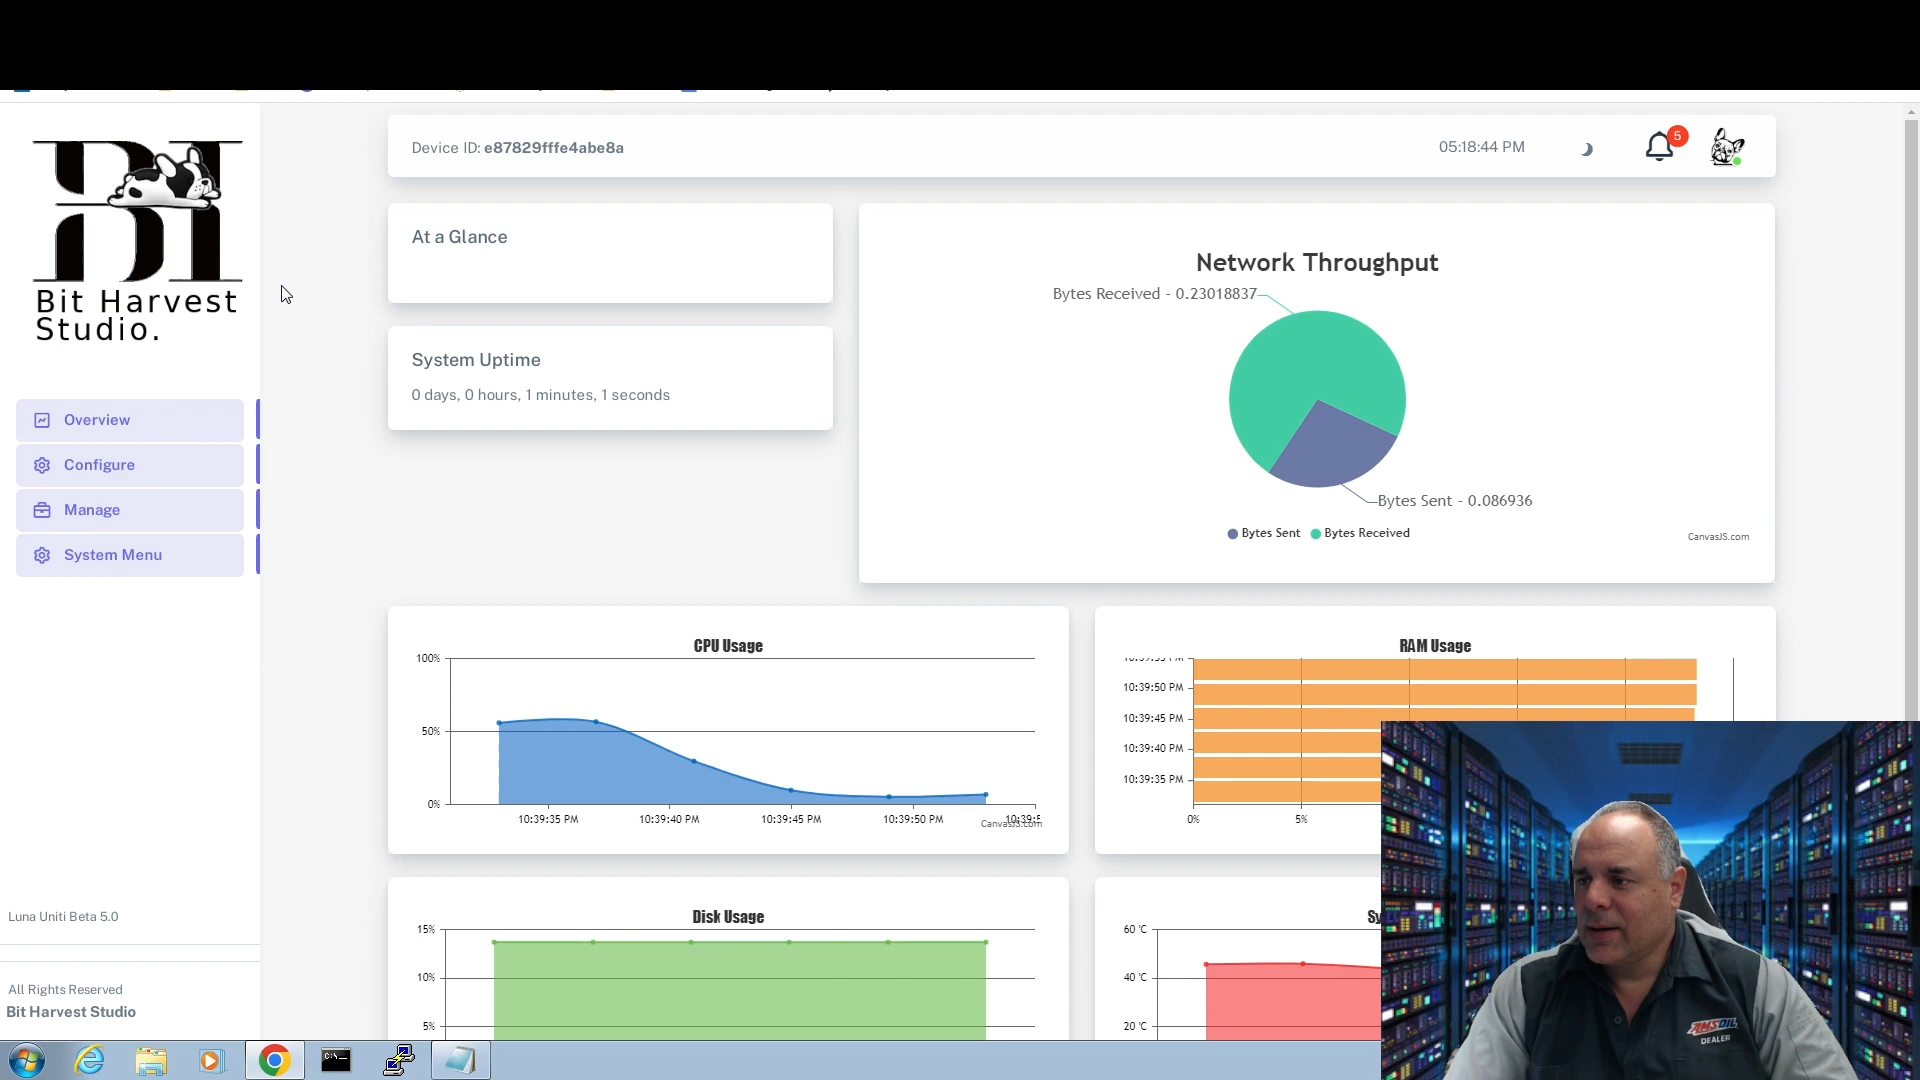 Device ID: e87829fffe4abe8a
05:18:44 PM
5
Bit Harvest
Studio.
Overview
Configure
Manage
System Menu
Luna Uniti Beta 5.0
All Rights Reserved
Bit Harvest Studio
At a Glance
System Uptime
0 days, 0 hours, 1 minutes, 1 seconds
Network Throughput
Bytes Received - 0.23018837
Bytes Sent - 0.086936
Bytes Sent
Bytes Received
CanvasJS.com
CPU Usage
100%
50%
0%
10:39:35 PM
10:39:40 PM
10:39:45 PM
10:39:50 PM
CanvasJS.com
RAM Usage
10:39:50 PM
10:39:45 PM
10:39:40 PM
10:39:35 PM
0%
5%
Disk Usage
15%
10%
5%
Sy
60 °C
40 °C
20 °C
C:\_
AMSOIL
DEALER